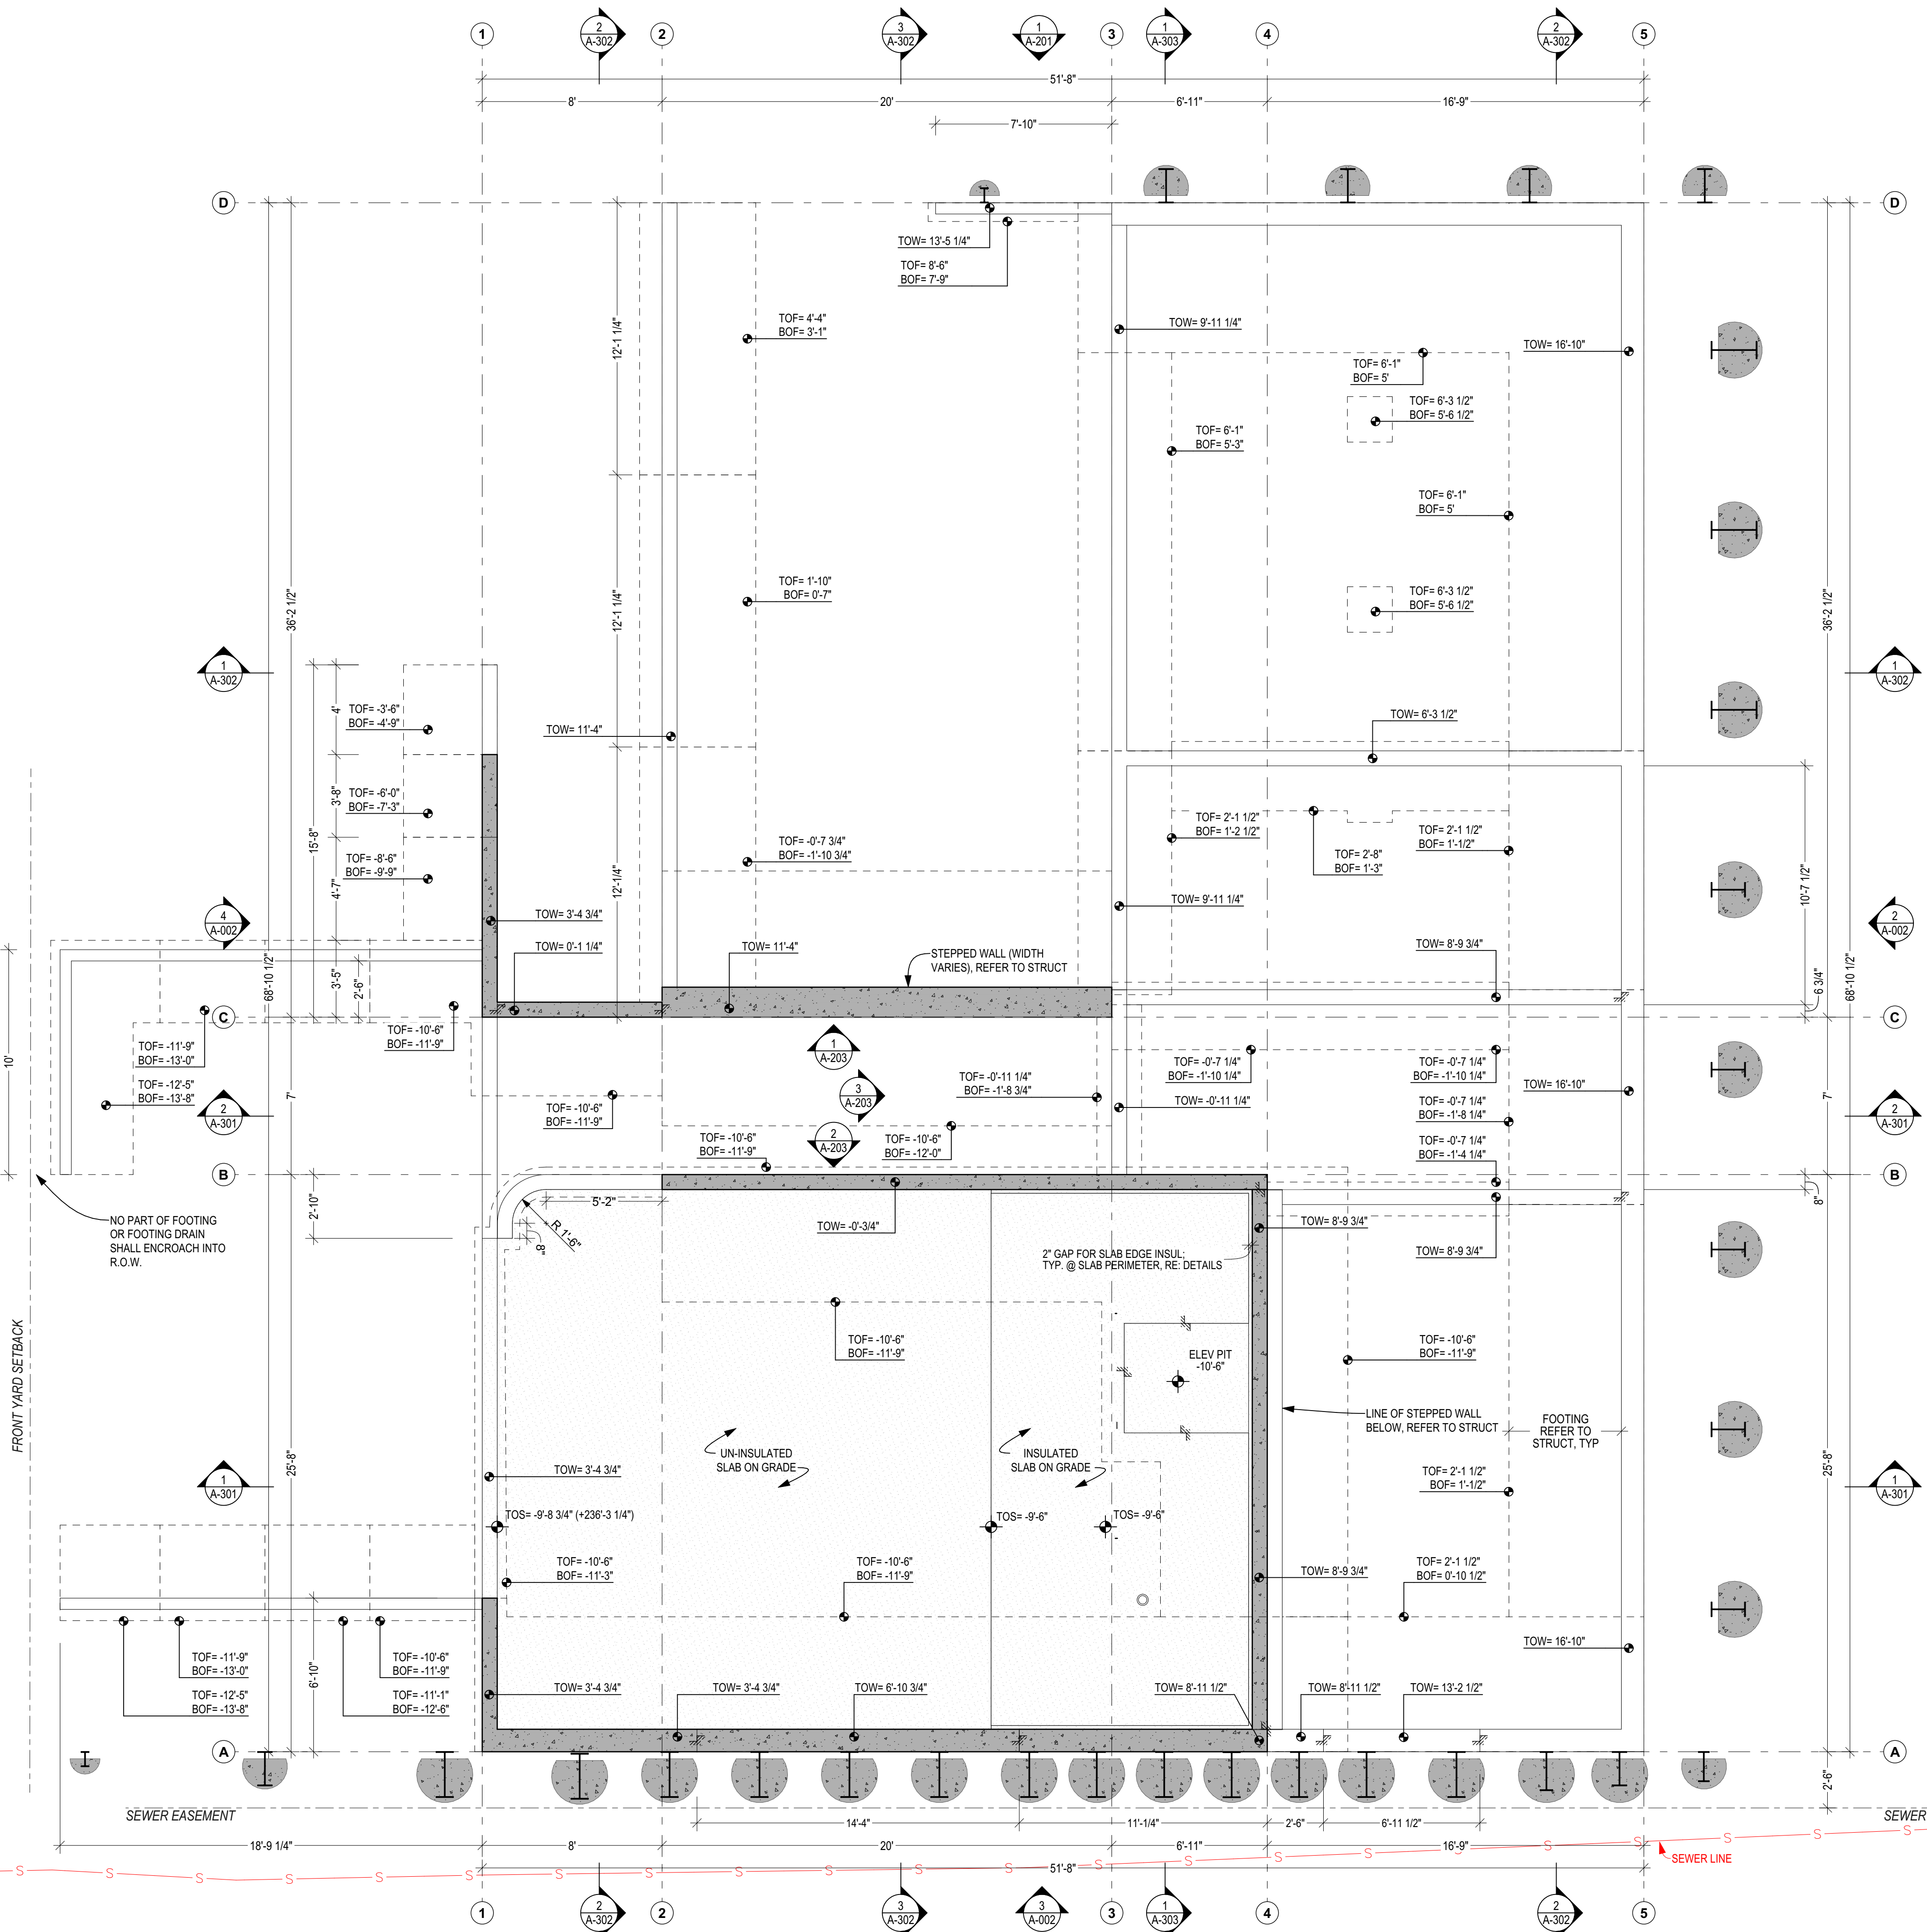 1
2
A-302
2
3
A-302
1
A-201
3
1
A-303
4
2
A-302
5
51'-8"
8'
20'
6'-11"
16'-9"
7'-10"
D
D
TOW= 13'-5 1/4"
TOF= 8'-6"
BOF= 7'-9"
TOF= 4'-4"
BOF= 3'-1"
TOW= 9'-11 1/4"
TOW= 16'-10"
12'-1 1/4"
TOF= 6'-1"
BOF= 5'
TOF= 6'-3 1/2"
BOF= 5'-6 1/2"
TOF= 6'-1"
BOF= 5'-3"
TOF= 6'-1"
BOF= 5'
36'-2 1/2"
12'-1 1/4"
TOF= 1'-10"
BOF= 0'-7"
TOF= 6'-3 1/2"
BOF= 5'-6 1/2"
36'-2 1/2"
1
A-302
1
A-302
4'
TOF= -3'-6"
BOF= -4'-9"
TOW= 11'-4"
TOW= 6'-3 1/2"
3'-8"
TOF= -6'-0"
BOF= -7'-3"
15'-8"
TOF= -8'-6"
BOF= -9'-9"
4'-7"
TOF= -0'-7 3/4"
BOF= -1'-10 3/4"
12'-1/4"
TOF= 2'-1 1/2"
BOF= 1'-2 1/2"
TOF= 2'-8"
BOF= 1'-3"
TOF= 2'-1 1/2"
BOF= 1'-1/2"
10'-7 1/2"
4
A-002
2
A-002
TOW= 3'-4 3/4"
TOW= 9'-11 1/4"
TOW= 0'-1 1/4"
TOW= 11'-4"
STEPPED WALL (WIDTH
VARIES), REFER TO STRUCT
TOW= 8'-9 3/4"
68'-10 1/2"
3'-5"
2'-6"
6 3/4"
68'-10 1/2"
C
C
TOF= -11'-9"
BOF= -13'-0"
TOF= -10'-6"
BOF= -11'-9"
1
A-203
TOF= -0'-7 1/4"
BOF= -1'-10 1/4"
TOF= -0'-7 1/4"
BOF= -1'-10 1/4"
10'
TOF= -12'-5"
BOF= -13'-8"
2
A-301
7'
TOF= -10'-6"
BOF= -11'-9"
3
A-203
TOF= -0'-11 1/4"
BOF= -1'-8 3/4"
TOW= -0'-11 1/4"
TOW= 16'-10"
TOF= -0'-7 1/4"
BOF= -1'-8 1/4"
7'
2
A-301
TOF= -10'-6"
BOF= -11'-9"
2
A-203
TOF= -10'-6"
BOF= -12'-0"
TOF= -0'-7 1/4"
BOF= -1'-4 1/4"
B
B
5'-2"
2'-10"
R 1'-6"
8"
8"
NO PART OF FOOTING
OR FOOTING DRAIN
SHALL ENCROACH INTO
R.O.W.
TOW= -0'-3/4"
TOW= 8'-9 3/4"
TOW= 8'-9 3/4"
2" GAP FOR SLAB EDGE INSUL;
TYP. @ SLAB PERIMETER, RE: DETAILS
TOF= -10'-6"
BOF= -11'-9"
ELEV PIT
-10'-6"
TOF= -10'-6"
BOF= -11'-9"
FRONT YARD SETBACK
LINE OF STEPPED WALL
BELOW, REFER TO STRUCT
FOOTING
REFER TO
STRUCT, TYP
UN-INSULATED
SLAB ON GRADE
INSULATED
SLAB ON GRADE
1
A-301
25'-8"
TOW= 3'-4 3/4"
TOF= 2'-1 1/2"
BOF= 1'-1/2"
25'-8"
1
A-301
TOS= -9'-8 3/4" (+236'-3 1/4")
TOS= -9'-6"
TOS= -9'-6"
TOF= -10'-6"
BOF= -11'-3"
TOF= -10'-6"
BOF= -11'-9"
TOW= 8'-9 3/4"
TOF= 2'-1 1/2"
BOF= 0'-10 1/2"
TOW= 16'-10"
TOF= -11'-9"
BOF= -13'-0"
TOF= -12'-5"
BOF= -13'-8"
6'-10"
TOF= -10'-6"
BOF= -11'-9"
TOF= -11'-1"
BOF= -12'-6"
TOW= 3'-4 3/4"
TOW= 3'-4 3/4"
TOW= 6'-10 3/4"
TOW= 8'-11 1/2"
TOW= 8'-11 1/2"
TOW= 13'-2 1/2"
A
A
2'-6"
SEWER EASEMENT
SEWER
14'-4"
11'-1/4"
2'-6"
6'-11 1/2"
18'-9 1/4"
8'
20'
6'-11"
16'-9"
S S S S S S S S S S S S S S S S S S S S S S
SEWER LINE
51'-8"
1
2
A-302
2
3
A-302
3
A-002
3
1
A-303
4
2
A-302
5